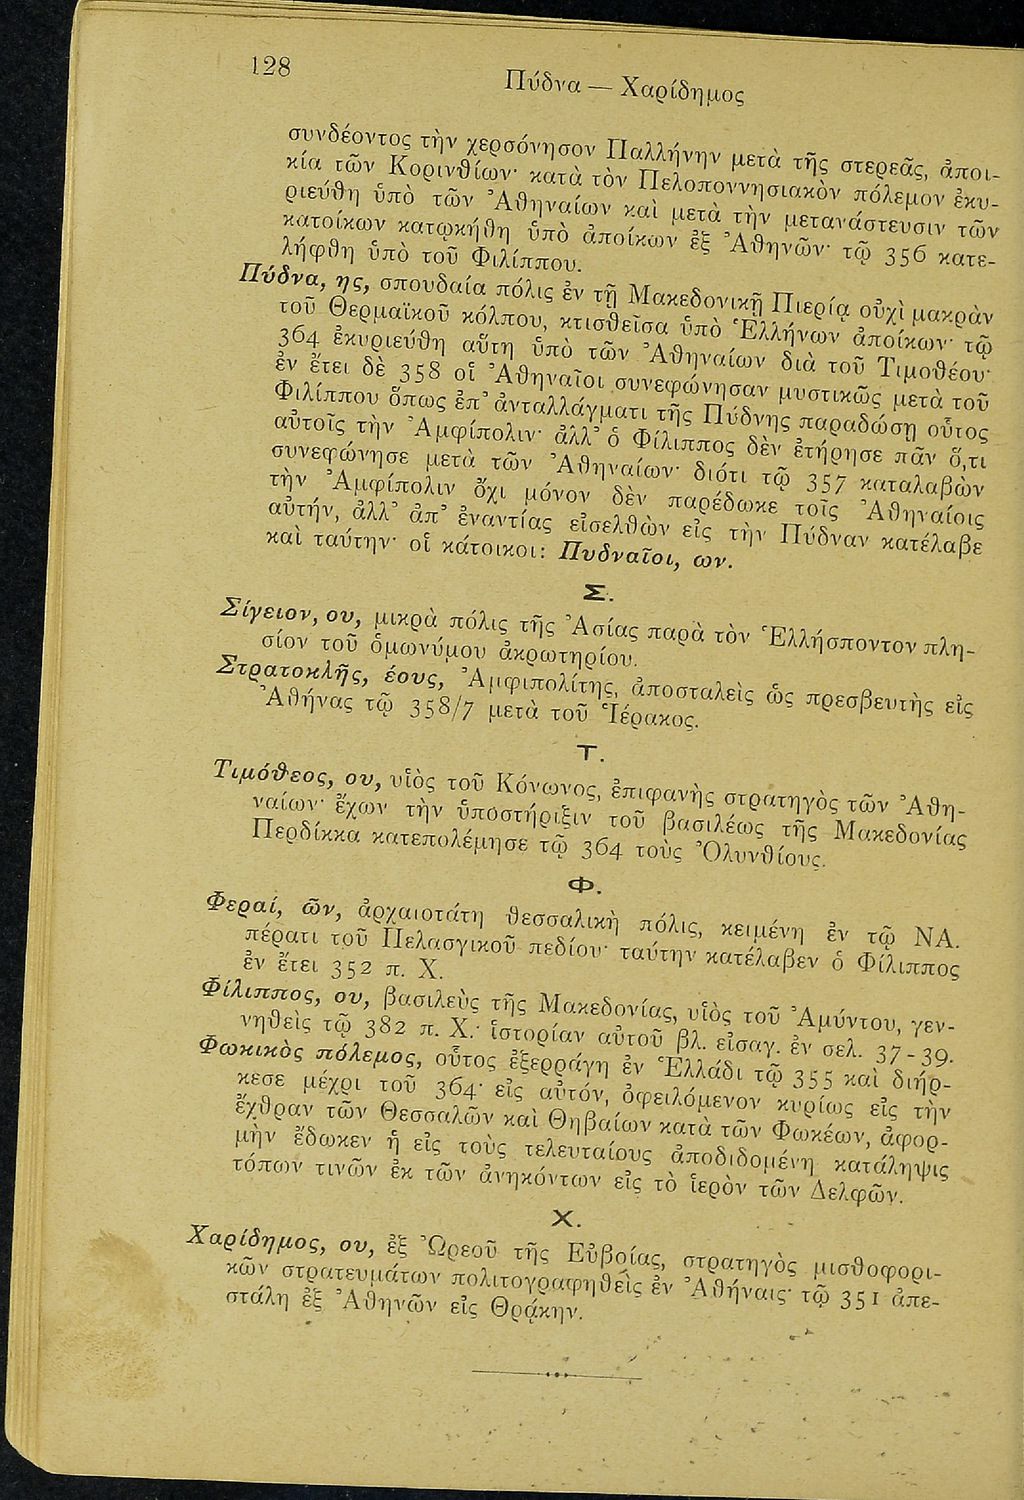 128
Πύδνα — Χαρίδημος
συνδέοντος τὴν χερσόνησον Παλλήνην μετὰ τῆς στερεᾶς, ἀποι-
κία τῶν Κορινθίων· κατὰ τὸν Πελοποννησιακὸν πόλεμον ἐκυ-
ριεύθη ὑπὸ τῶν Ἀθηναίων καὶ μετὰ τὴν μετανάστευσιν τῶν
κατοίκων κατῳκήθη ὑπὸ ἀποίκων ἐξ Ἀθηνῶν· τῷ 356 κατε-
λήφθη ὑπὸ τοῦ Φιλίππου.
Πύδνα, ης, σπουδαία πόλις ἐν τῇ Μακεδονικῇ Πιερίᾳ οὐχὶ μακρὰν
τοῦ Θερμαϊκοῦ κόλπου, κτισθεῖσα ὑπὸ Ἑλλήνων ἀποίκων· τῷ
364 ἐκυριεύθη αὕτη ὑπὸ τῶν Ἀθηναίων διὰ τοῦ Τιμοθέου·
ἐν ἔτει δὲ 358 οἱ Ἀθηναῖοι συνεφώνησαν μυστικῶς μετὰ τοῦ
Φιλίππου ὅπως ἐπ' ἀνταλλάγματι τῆς Πύδνης παραδώσῃ οὗτος
αὐτοῖς τὴν Ἀμφίπολιν· ἀλλ' ὁ Φίλιππος δὲν ἐτήρησε πᾶν ὅ,τι
συνεφώνησε μετὰ τῶν Ἀθηναίων· διότι τῷ 357 καταλαβὼν
τὴν Ἀμφίπολιν ὄχι μόνον δὲν παρέδωκε τοῖς Ἀθηναίοις
αὐτήν, ἀλλ' ἀπ' ἐναντίας εἰσελθὼν εἰς τὴν Πύδναν κατέλαβε
καὶ ταύτην· οἱ κάτοικοι: Πυδναῖοι, ων.
Σ.
Σίγειον, ου, μικρὰ πόλις τῆς Ἀσίας παρὰ τὸν Ἑλλήσποντον πλη-
σίον τοῦ ὁμωνύμου ἀκρωτηρίου.
Στρατοκλῆς, έους, Ἀμφιπολίτης, ἀποσταλεὶς ὡς πρεσβευτὴς εἰς
Ἀθήνας τῷ 358/7 μετὰ τοῦ Ἱέρακος.
Τ.
Τιμόθεος, ου, υἱὸς τοῦ Κόνωνος, ἐπιφανὴς στρατηγὸς τῶν Ἀθη-
ναίων· ἔχων τὴν ὑποστήριξιν τοῦ βασιλέως τῆς Μακεδονίας
Περδίκκα κατεπολέμησε τῷ 364 τοὺς Ὀλυνθίους.
Φ.
Φεραί, ῶν, ἀρχαιοτάτη θεσσαλικὴ πόλις, κειμένη ἐν τῷ ΝΑ.
πέρατι τοῦ Πελασγικοῦ πεδίου· ταύτην κατέλαβεν ὁ Φίλιππος
ἐν ἔτει 352 π. Χ.
Φίλιππος, ου, βασιλεὺς τῆς Μακεδονίας, υἱὸς τοῦ Ἀμύντου, γεν-
νηθεὶς τῷ 382 π. Χ.· ἱστορίαν αὐτοῦ βλ. εἰσαγ. ἐν σελ. 37-39.
Φωκικὸς πόλεμος, οὗτος ἐξερράγη ἐν Ἑλλάδι τῷ 355 καὶ διήρ-
κεσε μέχρι τοῦ 364· εἰς αὐτόν, ὀφειλόμενον κυρίως εἰς τὴν
ἔχθραν τῶν Θεσσαλῶν καὶ Θηβαίων κατὰ τῶν Φωκέων, ἀφορ-
μὴν ἔδωκεν ἡ εἰς τοὺς τελευταίους ἀποδιδομένη κατάληψις
τόπων τινῶν ἐκ τῶν ἀνηκόντων εἰς τὸ ἱερὸν τῶν Δελφῶν.
Χ.
Χαρίδημος, ου, ἐξ Ὠρεοῦ τῆς Εὐβοίας, στρατηγὸς μισθοφορι-
κῶν στρατευμάτων πολιτογραφηθεὶς ἐν Ἀθήναις· τῷ 351 ἀπε-
στάλη ἐξ Ἀθηνῶν εἰς Θρᾴκην.